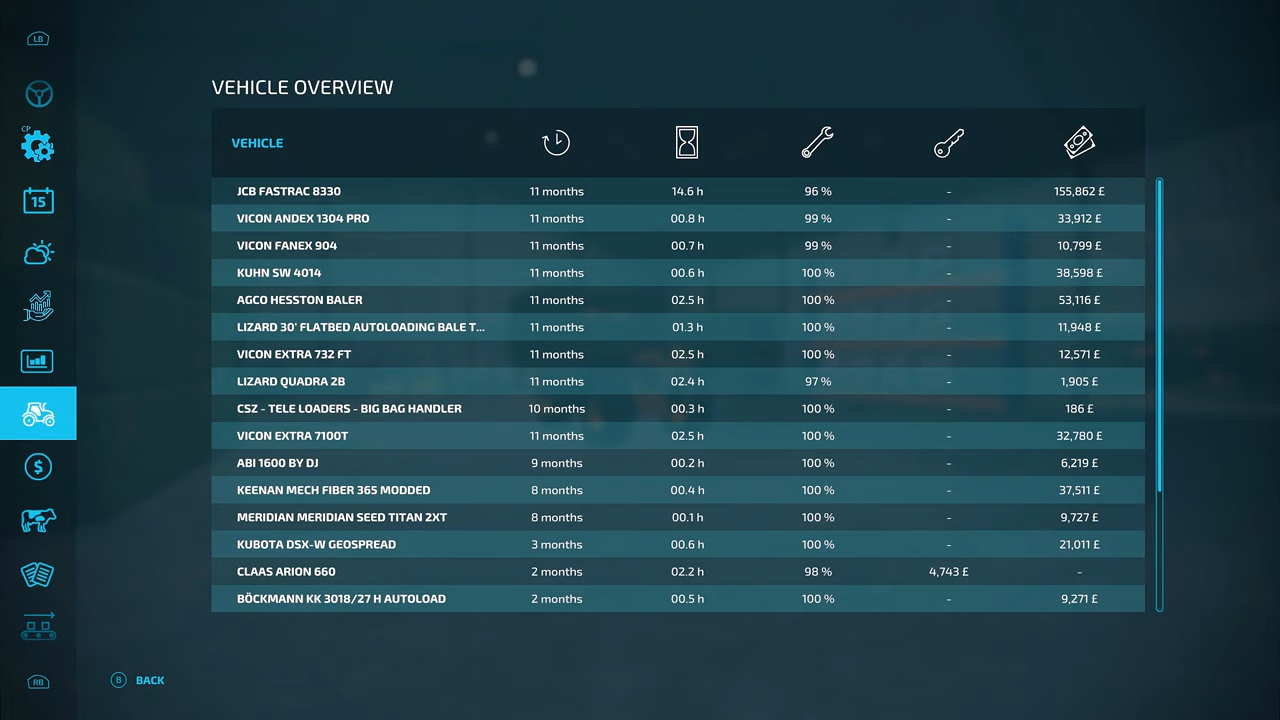 LB
CP
15
$
RB
VEHICLE OVERVIEW
VEHICLE
JCB FASTRAC 8330 11 months 14.6 h 96 % - 155,862 £
VICON ANDEX 1304 PRO 11 months 00.8 h 99 % - 33,912 £
VICON FANEX 904 11 months 00.7 h 99 % - 10,799 £
KUHN SW 4014 11 months 00.6 h 100 % - 38,598 £
AGCO HESSTON BALER 11 months 02.5 h 100 % - 53,116 £
LIZARD 30' FLATBED AUTOLOADING BALE T... 11 months 01.3 h 100 % - 11,948 £
VICON EXTRA 732 FT 11 months 02.5 h 100 % - 12,571 £
LIZARD QUADRA 2B 11 months 02.4 h 97 % - 1,905 £
CSZ - TELE LOADERS - BIG BAG HANDLER 10 months 00.3 h 100 % - 186 £
VICON EXTRA 7100T 11 months 02.5 h 100 % - 32,780 £
ABI 1600 BY DJ 9 months 00.2 h 100 % - 6,219 £
KEENAN MECH FIBER 365 MODDED 8 months 00.4 h 100 % - 37,511 £
MERIDIAN MERIDIAN SEED TITAN 2XT 8 months 00.1 h 100 % - 9,727 £
KUBOTA DSX-W GEOSPREAD 3 months 00.6 h 100 % - 21,011 £
CLAAS ARION 660 2 months 02.2 h 98 % 4,743 £ -
BÖCKMANN KK 3018/27 H AUTOLOAD 2 months 00.5 h 100 % - 9,271 £
B BACK